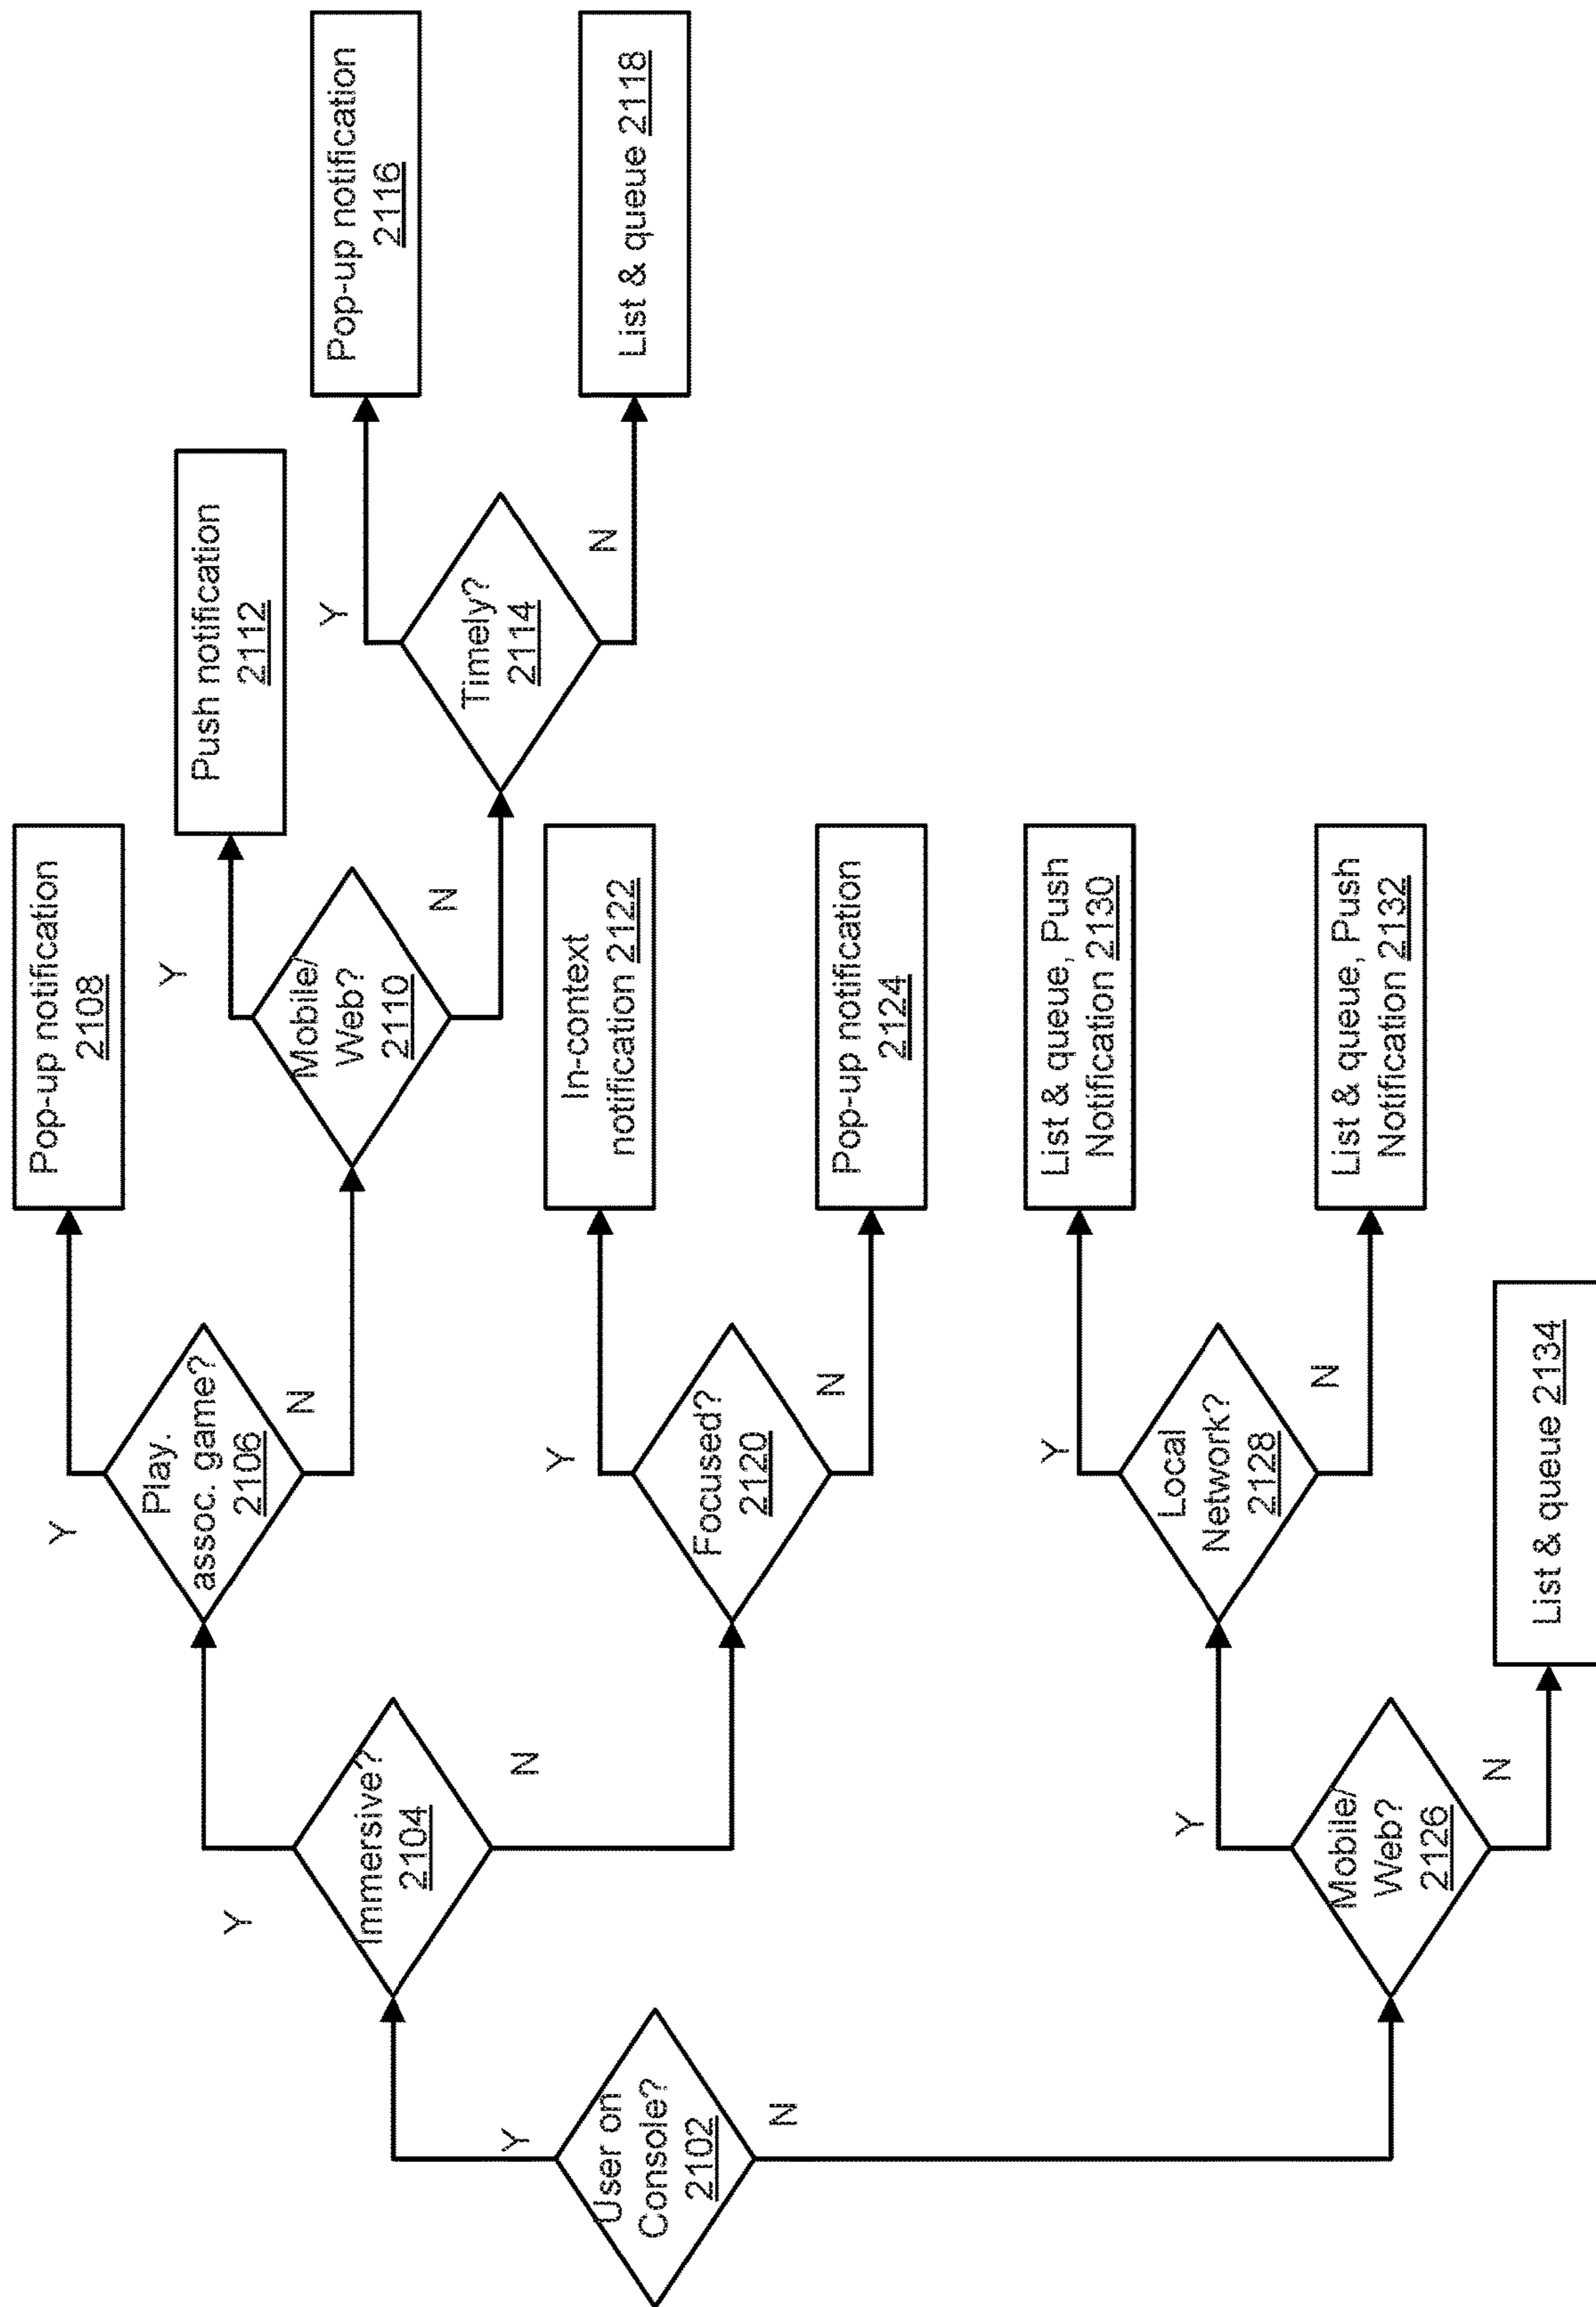 User on
Console?
2102
Y
N
Immersive?
2104
Y
N
Play.
assoc. game?
2106
Y
N
Pop-up notification
2108
Mobile/
Web?
2110
Y
N
Push notification
2112
Timely?
2114
Y
N
Pop-up notification
2116
List & queue 2118
Focused?
2120
Y
N
In-context
notification 2122
Pop-up notification
2124
Mobile/
Web?
2126
Y
N
Local
Network?
2128
Y
N
List & queue, Push
Notification 2130
List & queue, Push
Notification 2132
List & queue 2134